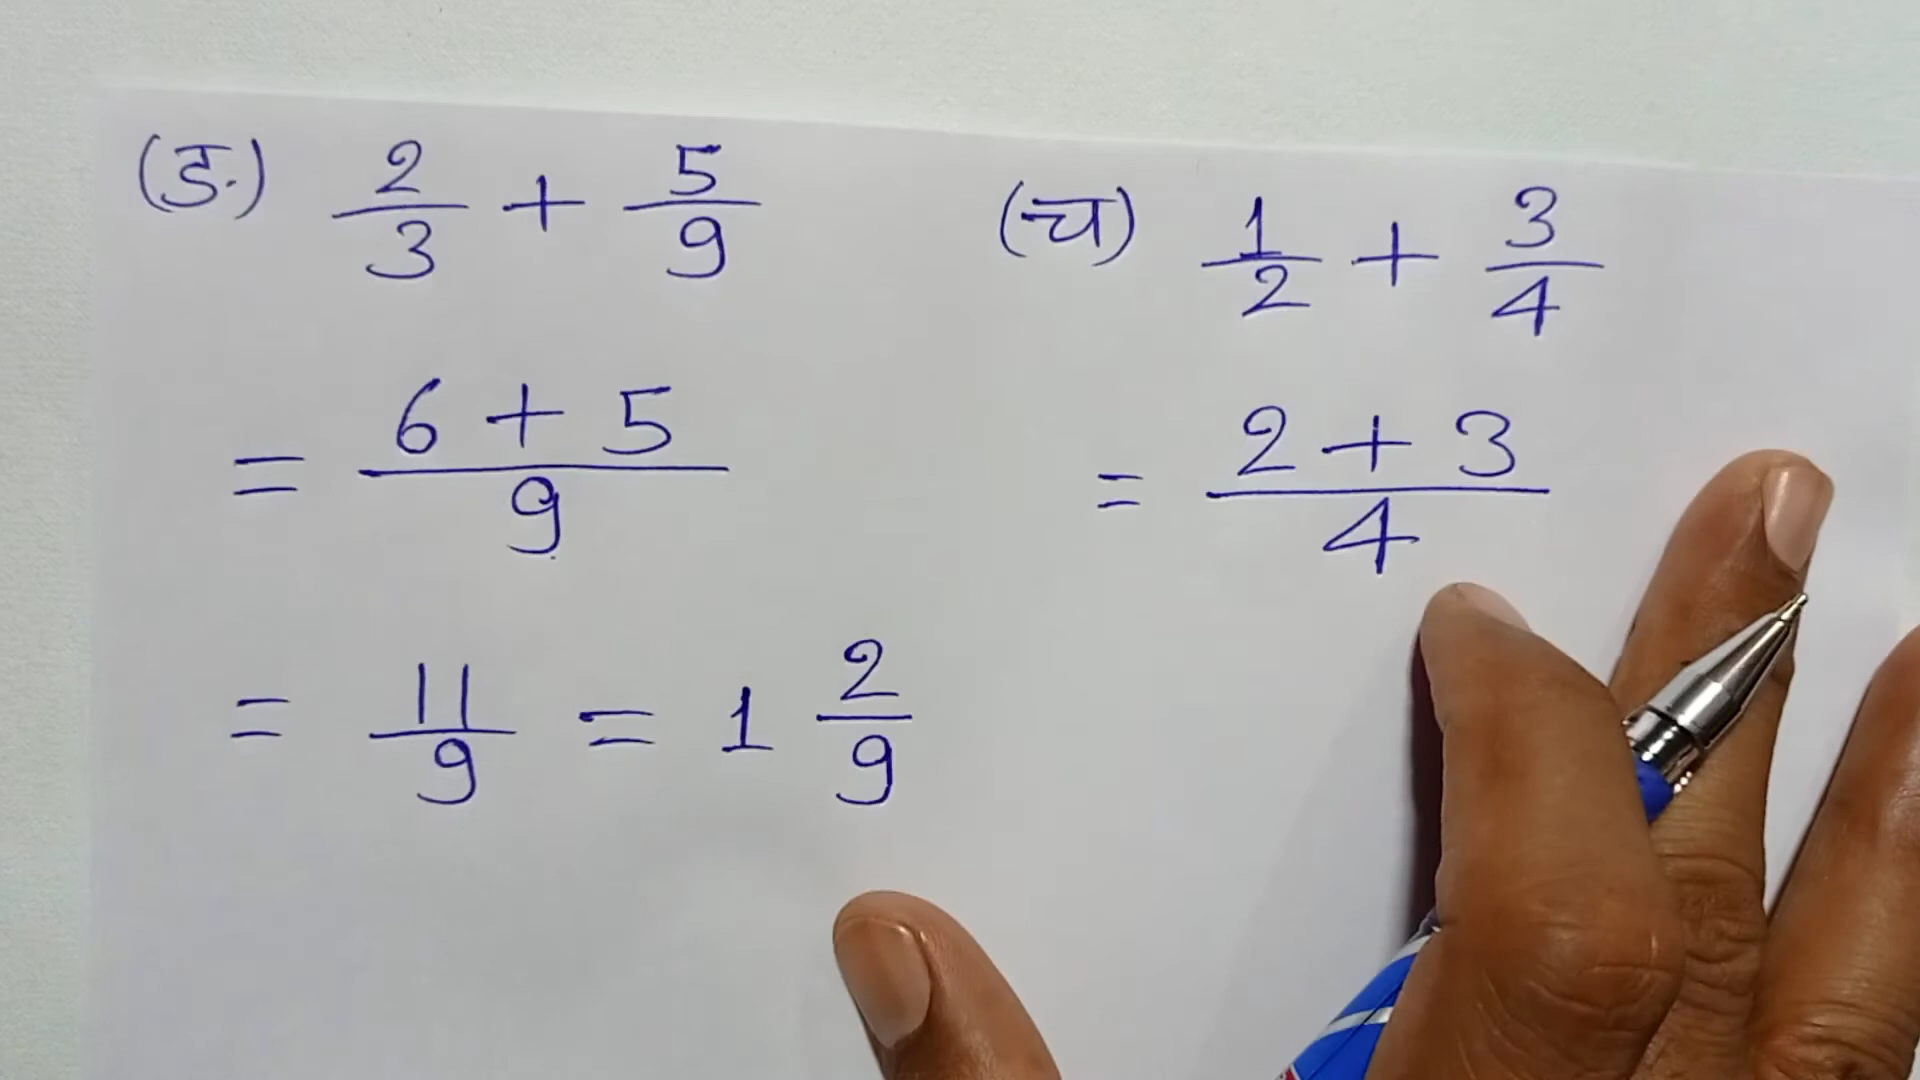 (ङ.) 2/3 + 5/9
= (6 + 5)/9
= 11/9 = 1 2/9
(च) 1/2 + 3/4
= (2 + 3)/4